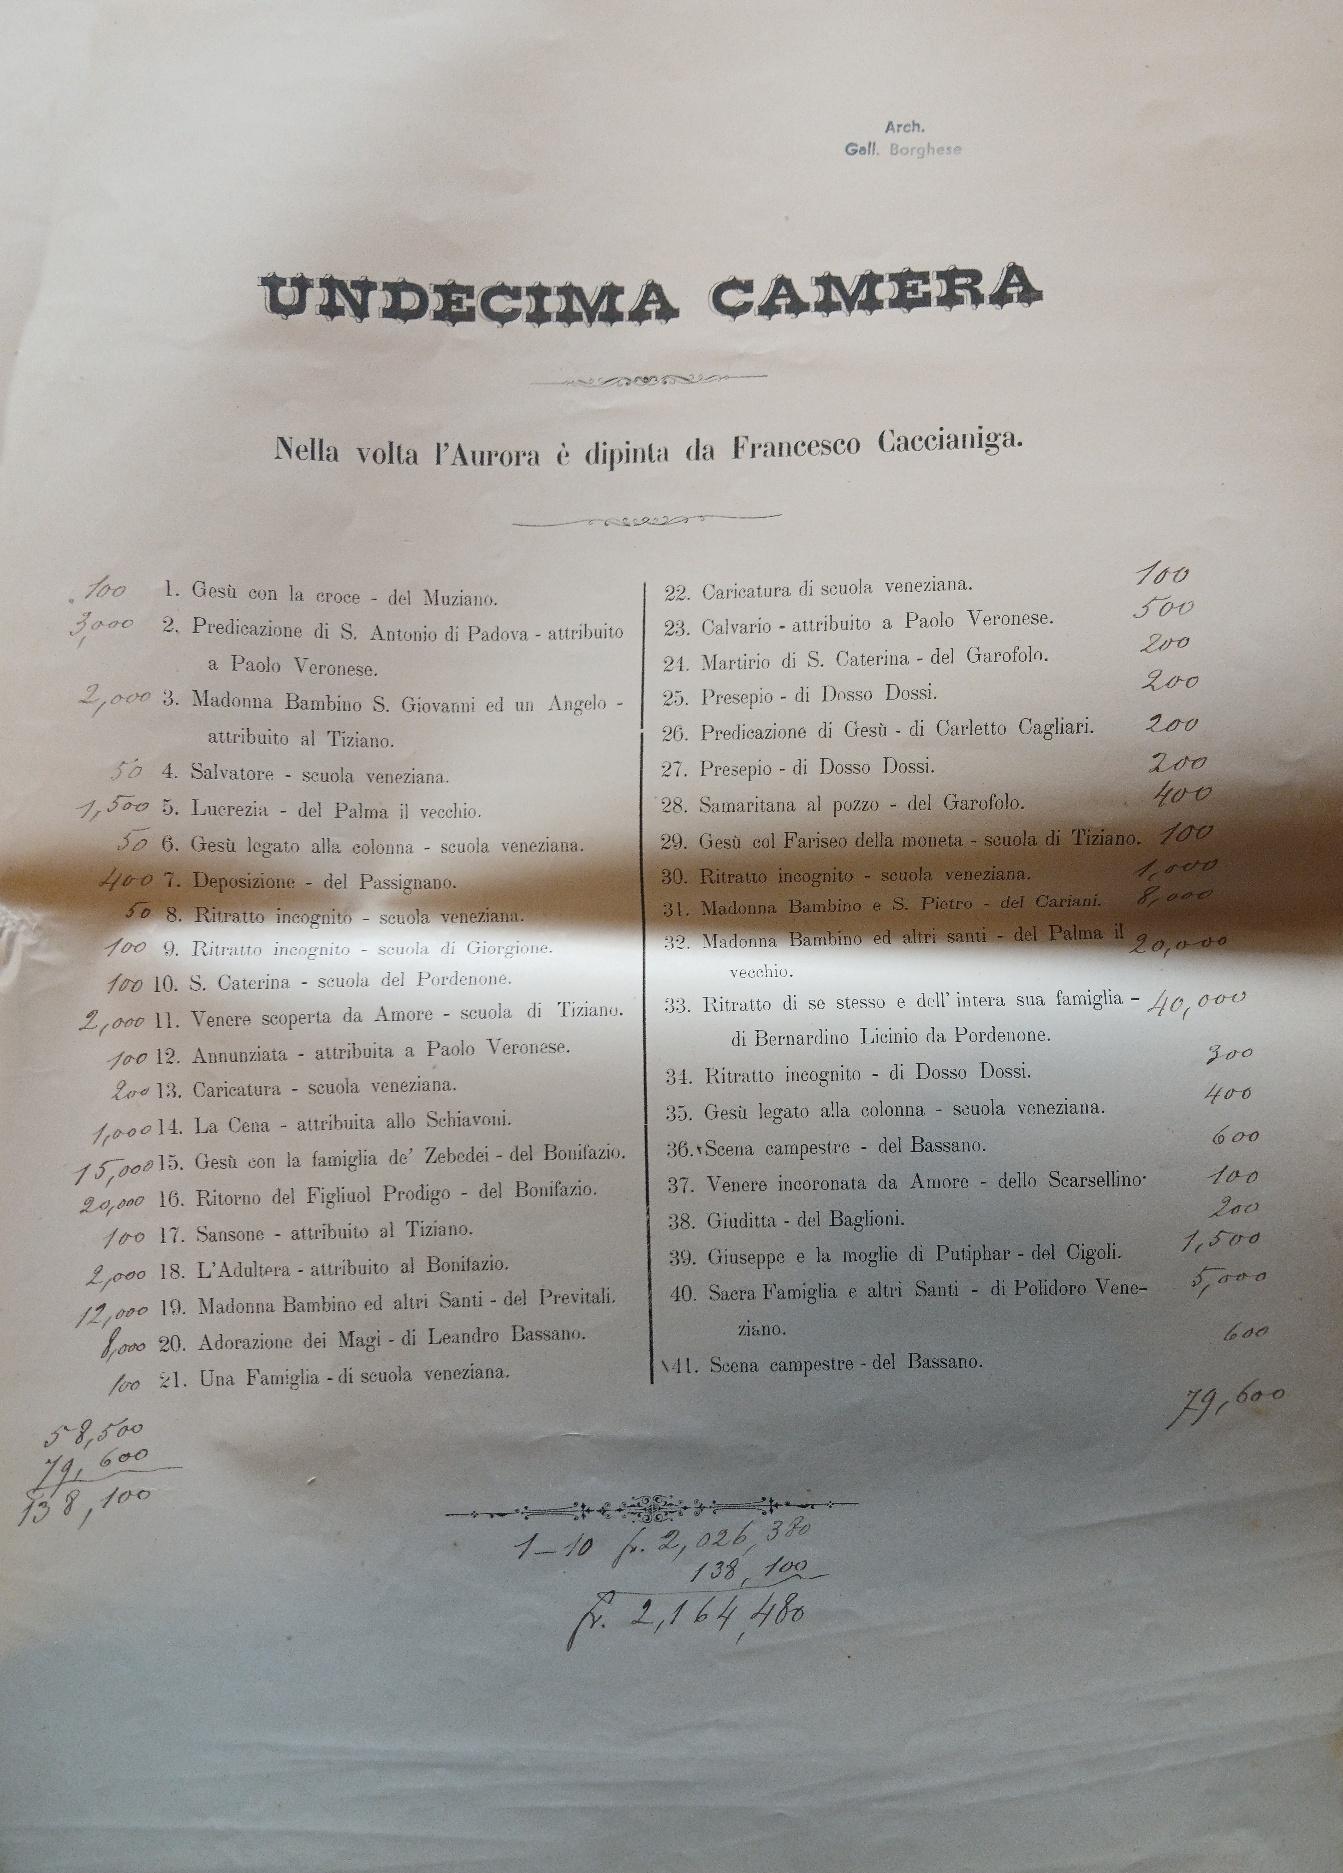 Arch.
Gall. Borghese
UNDECIMA CAMERA
Nella volta l'Aurora è dipinta da Francesco Caccianiga.
100 1. Gesù con la croce - del Muziano.
3,000 2. Predicazione di S. Antonio di Padova - attribuito
a Paolo Veronese.
2,000 3. Madonna Bambino S. Giovanni ed un Angelo -
attribuito al Tiziano.
50 4. Salvatore - scuola veneziana.
1,500 5. Lucrezia - del Palma il vecchio.
50 6. Gesù legato alla colonna - scuola veneziana.
400 7. Deposizione - del Passignano.
50 8. Ritratto incognito - scuola veneziana.
100 9. Ritratto incognito - scuola di Giorgione.
100 10. S. Caterina - scuola del Pordenone.
2,000 11. Venere scoperta da Amore - scuola di Tiziano.
100 12. Annunziata - attribuita a Paolo Veronese.
200 13. Caricatura - scuola veneziana.
1,000 14. La Cena - attribuita allo Schiavoni.
15,000 15. Gesù con la famiglia de' Zebedei - del Bonifazio.
20,000 16. Ritorno del Figliuol Prodigo - del Bonifazio.
100 17. Sansone - attribuito al Tiziano.
2,000 18. L'Adultera - attribuito al Bonifazio.
12,000 19. Madonna Bambino ed altri Santi - del Previtali.
8,000 20. Adorazione dei Magi - di Leandro Bassano.
100 21. Una Famiglia - di scuola veneziana.
58,500
79,600
138,100
22. Caricatura di scuola veneziana. 100
23. Calvario - attribuito a Paolo Veronese. 500
24. Martirio di S. Caterina - del Garofolo. 200
25. Presepio - di Dosso Dossi. 200
26. Predicazione di Gesù - di Carletto Cagliari. 200
27. Presepio - di Dosso Dossi. 200
28. Samaritana al pozzo - del Garofolo. 400
29. Gesù col Fariseo della moneta - scuola di Tiziano. 100
30. Ritratto incognito - scuola veneziana. 1,000
31. Madonna Bambino e S. Pietro - del Cariani. 8,000
32. Madonna Bambino ed altri santi - del Palma il 20,000
vecchio.
33. Ritratto di se stesso e dell' intera sua famiglia - 40,000
di Bernardino Licinio da Pordenone.
34. Ritratto incognito - di Dosso Dossi. 300
35. Gesù legato alla colonna - scuola veneziana. 400
36. Scena campestre - del Bassano. 600
37. Venere incoronata da Amore - dello Scarsellino. 100
38. Giuditta - del Baglioni. 200
39. Giuseppe e la moglie di Putiphar - del Cigoli. 1,500
40. Sacra Famiglia e altri Santi - di Polidoro Vene- 5,000
ziano.
41. Scena campestre - del Bassano. 600
79,600
1-10 fr. 2,026,380
138,100
fr. 2,164,480